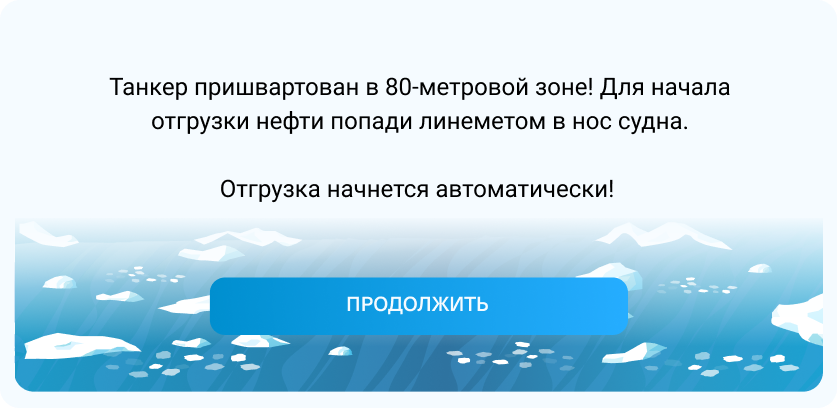 Танкер пришвартован в 80-метровой зоне! Для начала
отгрузки нефти попади линеметом в нос судна.
Отгрузка начнется автоматически!
ПРОДОЛЖИТЬ